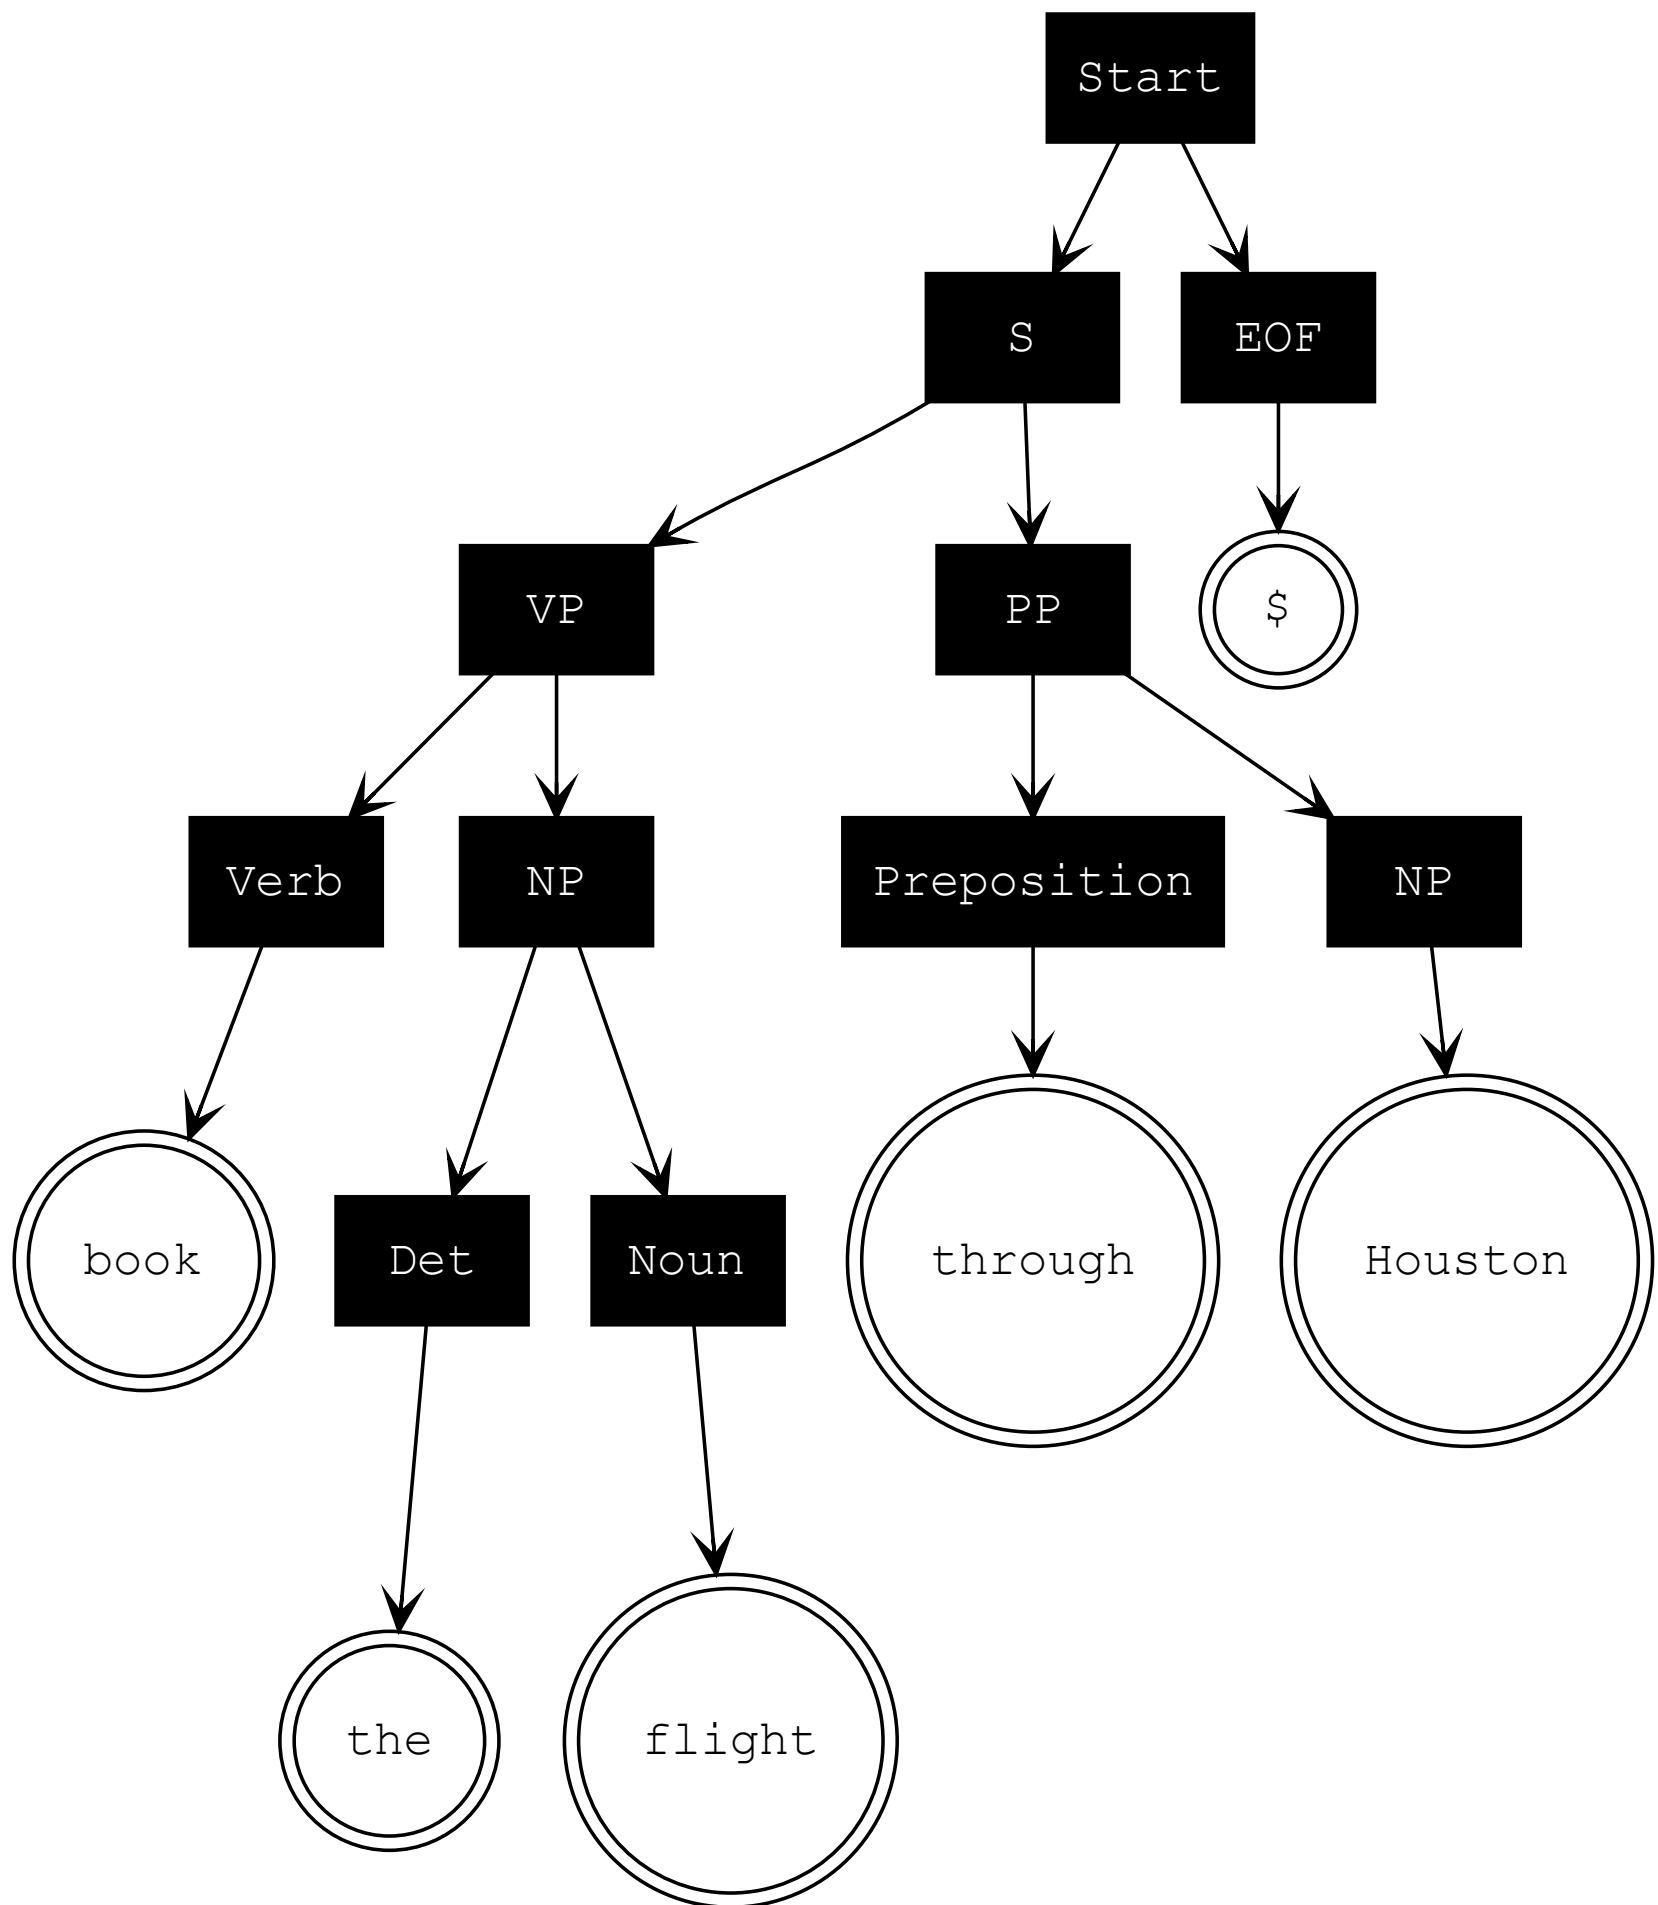 Start
S EOF
VP PP $
Verb NP Preposition NP
book Det Noun through Houston
the flight